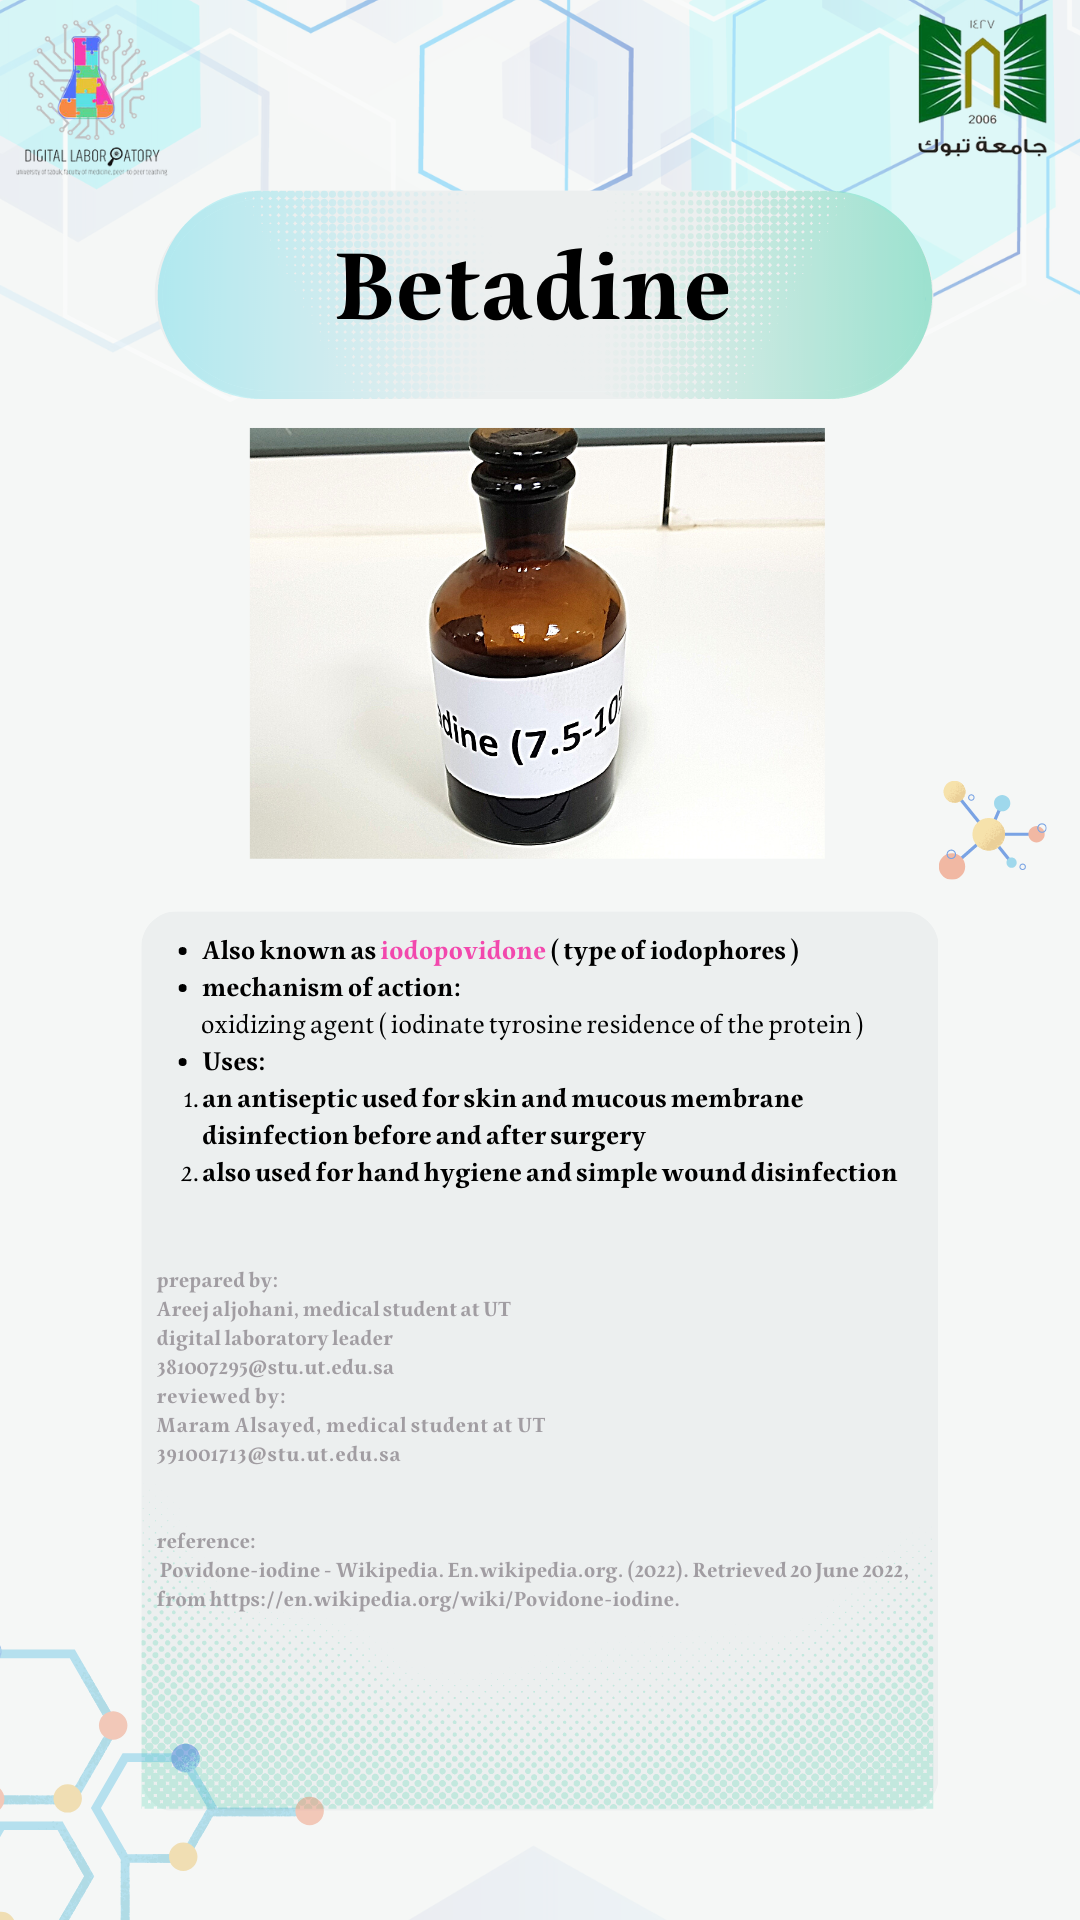 ١٤٢٧
2006
جامعة تبوك
DIGITAL LABORATORY
university of tabuk, faculty of medicine, peer-to-peer teaching
Betadine
adine (7.5-10%
• Also known as iodopovidone ( type of iodophores )
• mechanism of action:
oxidizing agent ( iodinate tyrosine residence of the protein )
• Uses:
1. an antiseptic used for skin and mucous membrane
disinfection before and after surgery
2. also used for hand hygiene and simple wound disinfection
prepared by:
Areej aljohani, medical student at UT
digital laboratory leader
381007295@stu.ut.edu.sa
reviewed by:
Maram Alsayed, medical student at UT
391001713@stu.ut.edu.sa
reference:
Povidone-iodine - Wikipedia. En.wikipedia.org. (2022). Retrieved 20 June 2022,
from https://en.wikipedia.org/wiki/Povidone-iodine.